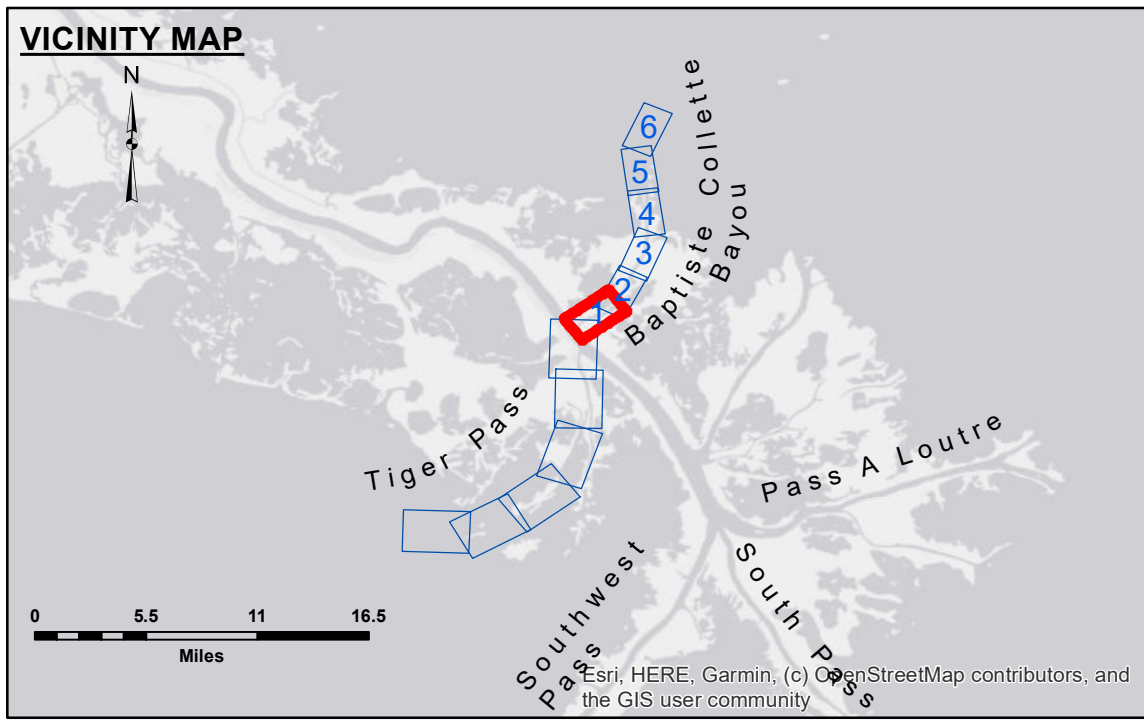 VICINITY MAP
N
6
5
4
3
2
1
Baptiste Collette
Bayou
Tiger Pass
Pass A Loutre
Southwest
Pass
South Pass
0 5.5 11 16.5
Miles
Esri, HERE, Garmin, (c) OpenStreetMap contributors, and
the GIS user community